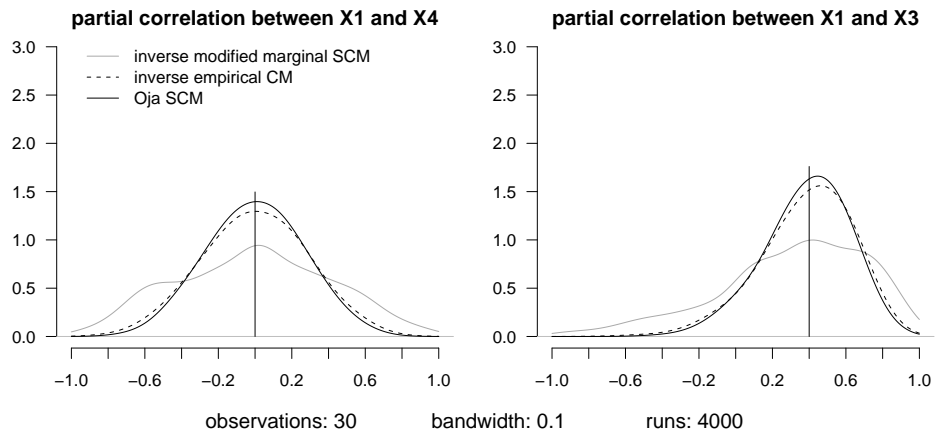 partial correlation between X1 and X4
3.0
2.5
2.0
1.5
1.0
0.5
0.0
inverse modified marginal SCM
inverse empirical CM
Oja SCM
−1.0 −0.6 −0.2 0.2 0.6 1.0
partial correlation between X1 and X3
3.0
2.5
2.0
1.5
1.0
0.5
0.0
−1.0 −0.6 −0.2 0.2 0.6 1.0
observations: 30 bandwidth: 0.1 runs: 4000